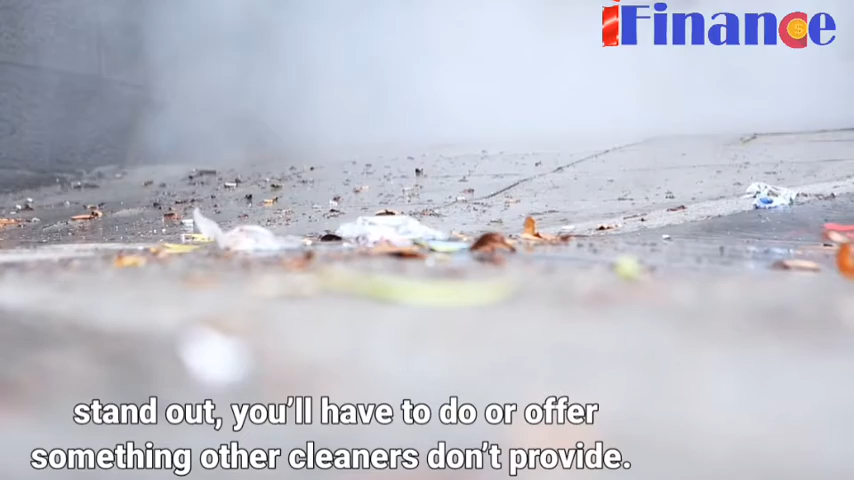 iFinance
stand out, you'll have to do or offer
something other cleaners don't provide.